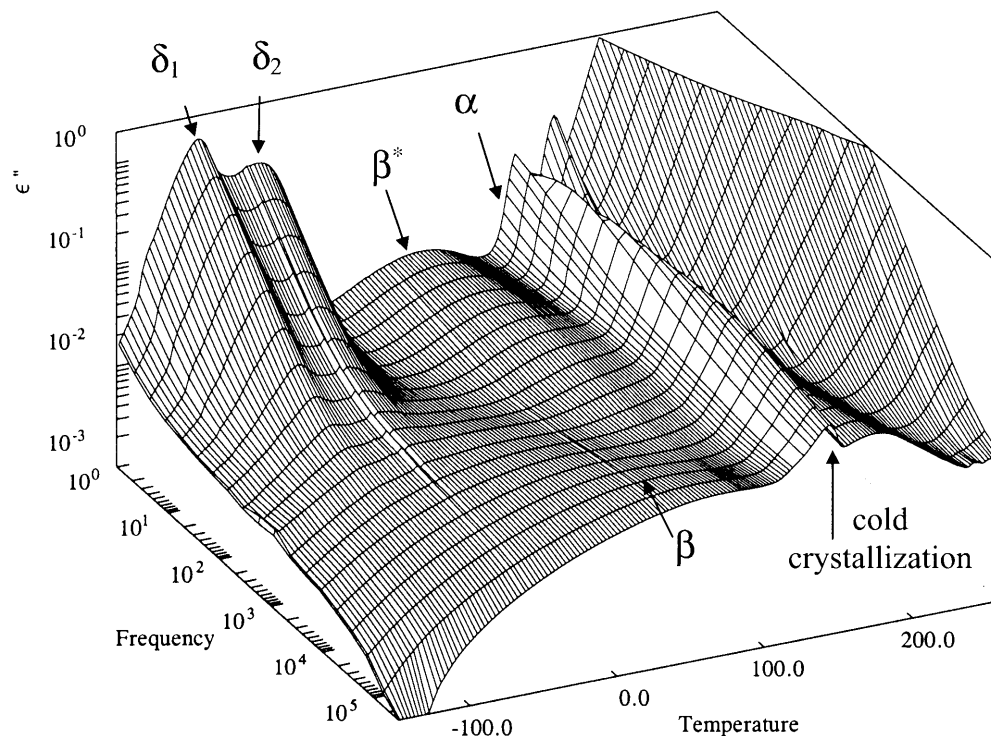 δ₁
δ₂
β*
α
ϵ"
10⁰
10⁻¹
10⁻²
10⁻³
10⁰
10¹
10²
10³
10⁴
10⁵
Frequency
-100.0
0.0
100.0
200.0
Temperature
β
cold
crystallization